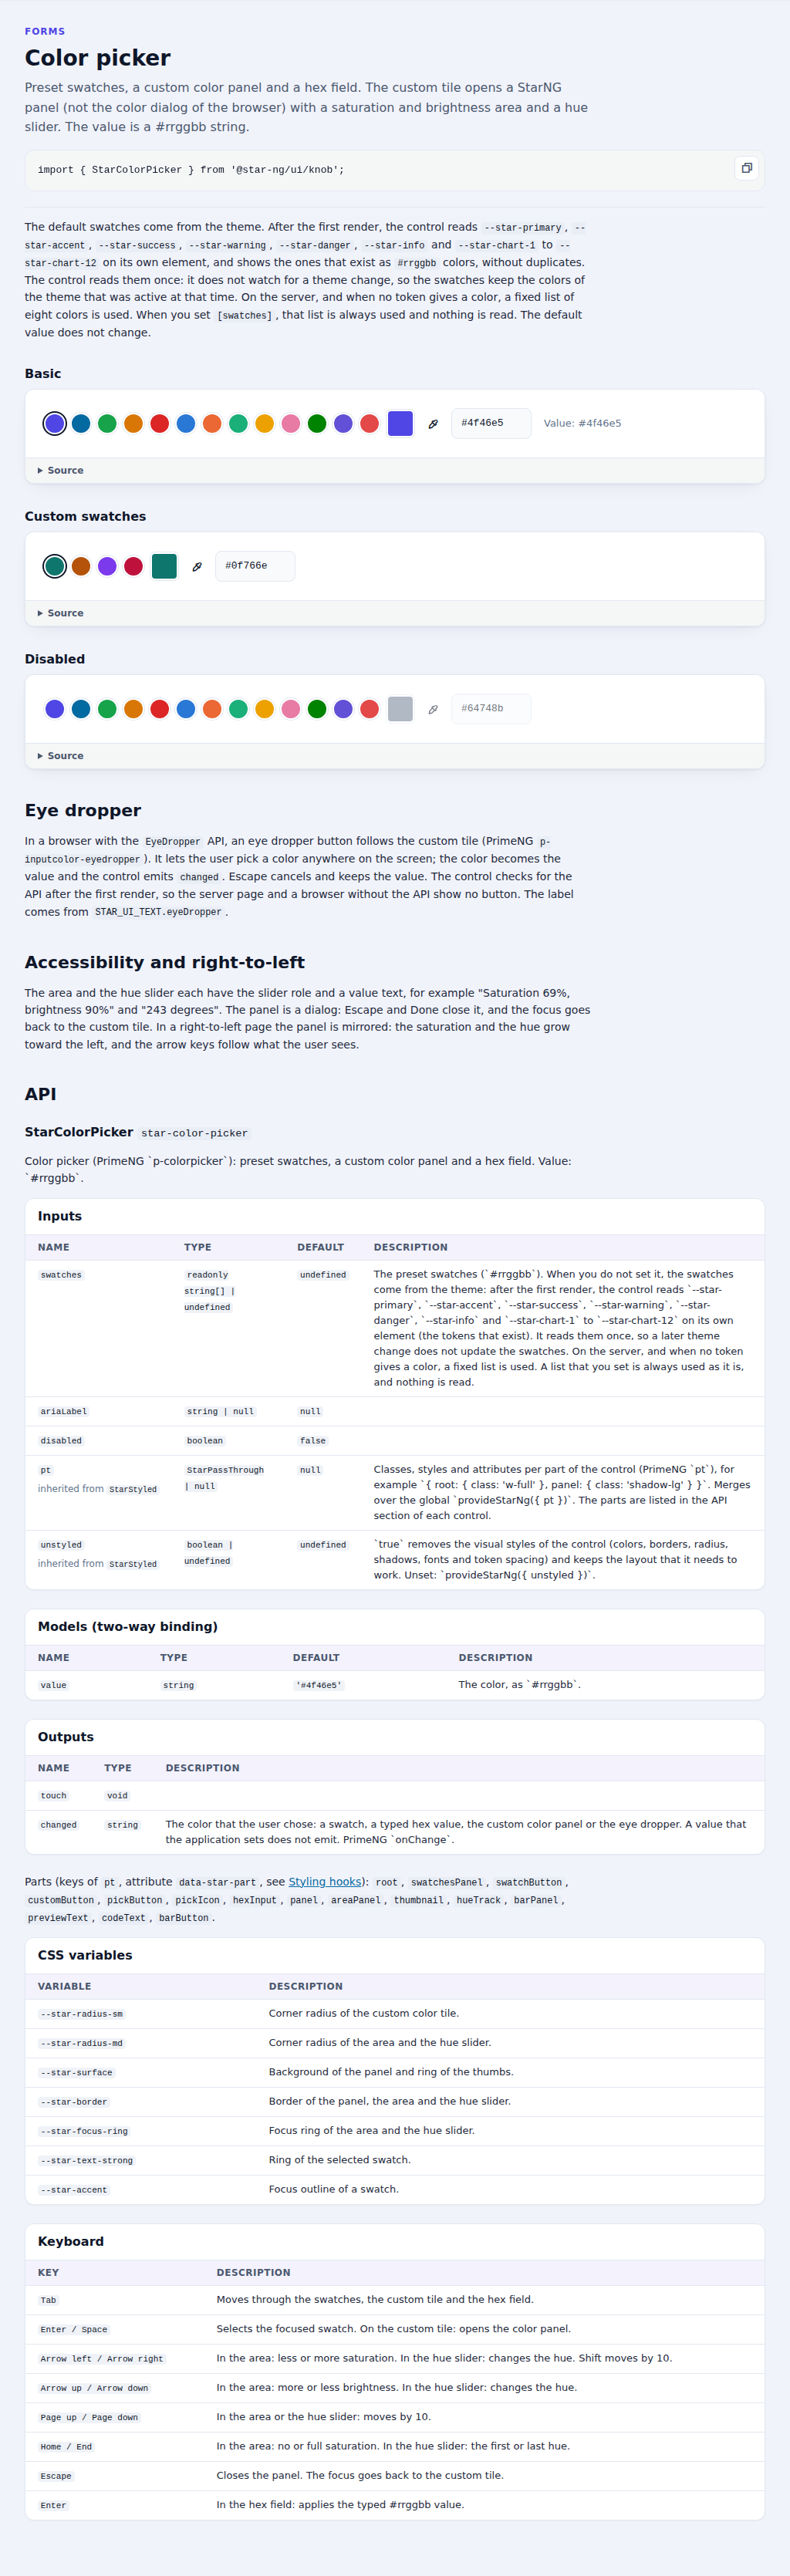 FORMS
Color picker
Preset swatches, a custom color panel and a hex field. The custom tile opens a StarNG
panel (not the color dialog of the browser) with a saturation and brightness area and a hue
slider. The value is a #rrggbb string.
import { StarColorPicker } from '@star-ng/ui/knob';
The default swatches come from the theme. After the first render, the control reads --star-primary, --
star-accent, --star-success, --star-warning, --star-danger, --star-info and --star-chart-1 to --
star-chart-12 on its own element, and shows the ones that exist as #rrggbb colors, without duplicates.
The control reads them once: it does not watch for a theme change, so the swatches keep the colors of
the theme that was active at that time. On the server, and when no token gives a color, a fixed list of
eight colors is used. When you set [swatches], that list is always used and nothing is read. The default
value does not change.
Basic
#4f46e5 Value: #4f46e5
Source
Custom swatches
#0f766e
Source
Disabled
#64748b
Source
Eye dropper
In a browser with the EyeDropper API, an eye dropper button follows the custom tile (PrimeNG p-
inputcolor-eyedropper). It lets the user pick a color anywhere on the screen; the color becomes the
value and the control emits changed. Escape cancels and keeps the value. The control checks for the
API after the first render, so the server page and a browser without the API show no button. The label
comes from STAR_UI_TEXT.eyeDropper.
Accessibility and right-to-left
The area and the hue slider each have the slider role and a value text, for example "Saturation 69%,
brightness 90%" and "243 degrees". The panel is a dialog: Escape and Done close it, and the focus goes
back to the custom tile. In a right-to-left page the panel is mirrored: the saturation and the hue grow
toward the left, and the arrow keys follow what the user sees.
API
StarColorPicker star-color-picker
Color picker (PrimeNG `p-colorpicker`): preset swatches, a custom color panel and a hex field. Value:
`#rrggbb`.
Inputs
NAME TYPE DEFAULT DESCRIPTION
swatches readonly undefined The preset swatches (`#rrggbb`). When you do not set it, the swatches
string[] | come from the theme: after the first render, the control reads `--star-
undefined primary`, `--star-accent`, `--star-success`, `--star-warning`, `--star-
danger`, `--star-info` and `--star-chart-1` to `--star-chart-12` on its own
element (the tokens that exist). It reads them once, so a later theme
change does not update the swatches. On the server, and when no token
gives a color, a fixed list is used. A list that you set is always used as it is,
and nothing is read.
ariaLabel string | null null
disabled boolean false
pt StarPassThrough null Classes, styles and attributes per part of the control (PrimeNG `pt`), for
inherited from StarStyled | null example `{ root: { class: 'w-full' }, panel: { class: 'shadow-lg' } }`. Merges
over the global `provideStarNg({ pt })`. The parts are listed in the API
section of each control.
unstyled boolean | undefined `true` removes the visual styles of the control (colors, borders, radius,
inherited from StarStyled undefined shadows, fonts and token spacing) and keeps the layout that it needs to
work. Unset: `provideStarNg({ unstyled })`.
Models (two-way binding)
NAME TYPE DEFAULT DESCRIPTION
value string '#4f46e5' The color, as `#rrggbb`.
Outputs
NAME TYPE DESCRIPTION
touch void
changed string The color that the user chose: a swatch, a typed hex value, the custom color panel or the eye dropper. A value that
the application sets does not emit. PrimeNG `onChange`.
Parts (keys of pt, attribute data-star-part, see Styling hooks): root, swatchesPanel, swatchButton,
customButton, pickButton, pickIcon, hexInput, panel, areaPanel, thumbnail, hueTrack, barPanel,
previewText, codeText, barButton.
CSS variables
VARIABLE DESCRIPTION
--star-radius-sm Corner radius of the custom color tile.
--star-radius-md Corner radius of the area and the hue slider.
--star-surface Background of the panel and ring of the thumbs.
--star-border Border of the panel, the area and the hue slider.
--star-focus-ring Focus ring of the area and the hue slider.
--star-text-strong Ring of the selected swatch.
--star-accent Focus outline of a swatch.
Keyboard
KEY DESCRIPTION
Tab Moves through the swatches, the custom tile and the hex field.
Enter / Space Selects the focused swatch. On the custom tile: opens the color panel.
Arrow left / Arrow right In the area: less or more saturation. In the hue slider: changes the hue. Shift moves by 10.
Arrow up / Arrow down In the area: more or less brightness. In the hue slider: changes the hue.
Page up / Page down In the area or the hue slider: moves by 10.
Home / End In the area: no or full saturation. In the hue slider: the first or last hue.
Escape Closes the panel. The focus goes back to the custom tile.
Enter In the hex field: applies the typed #rrggbb value.